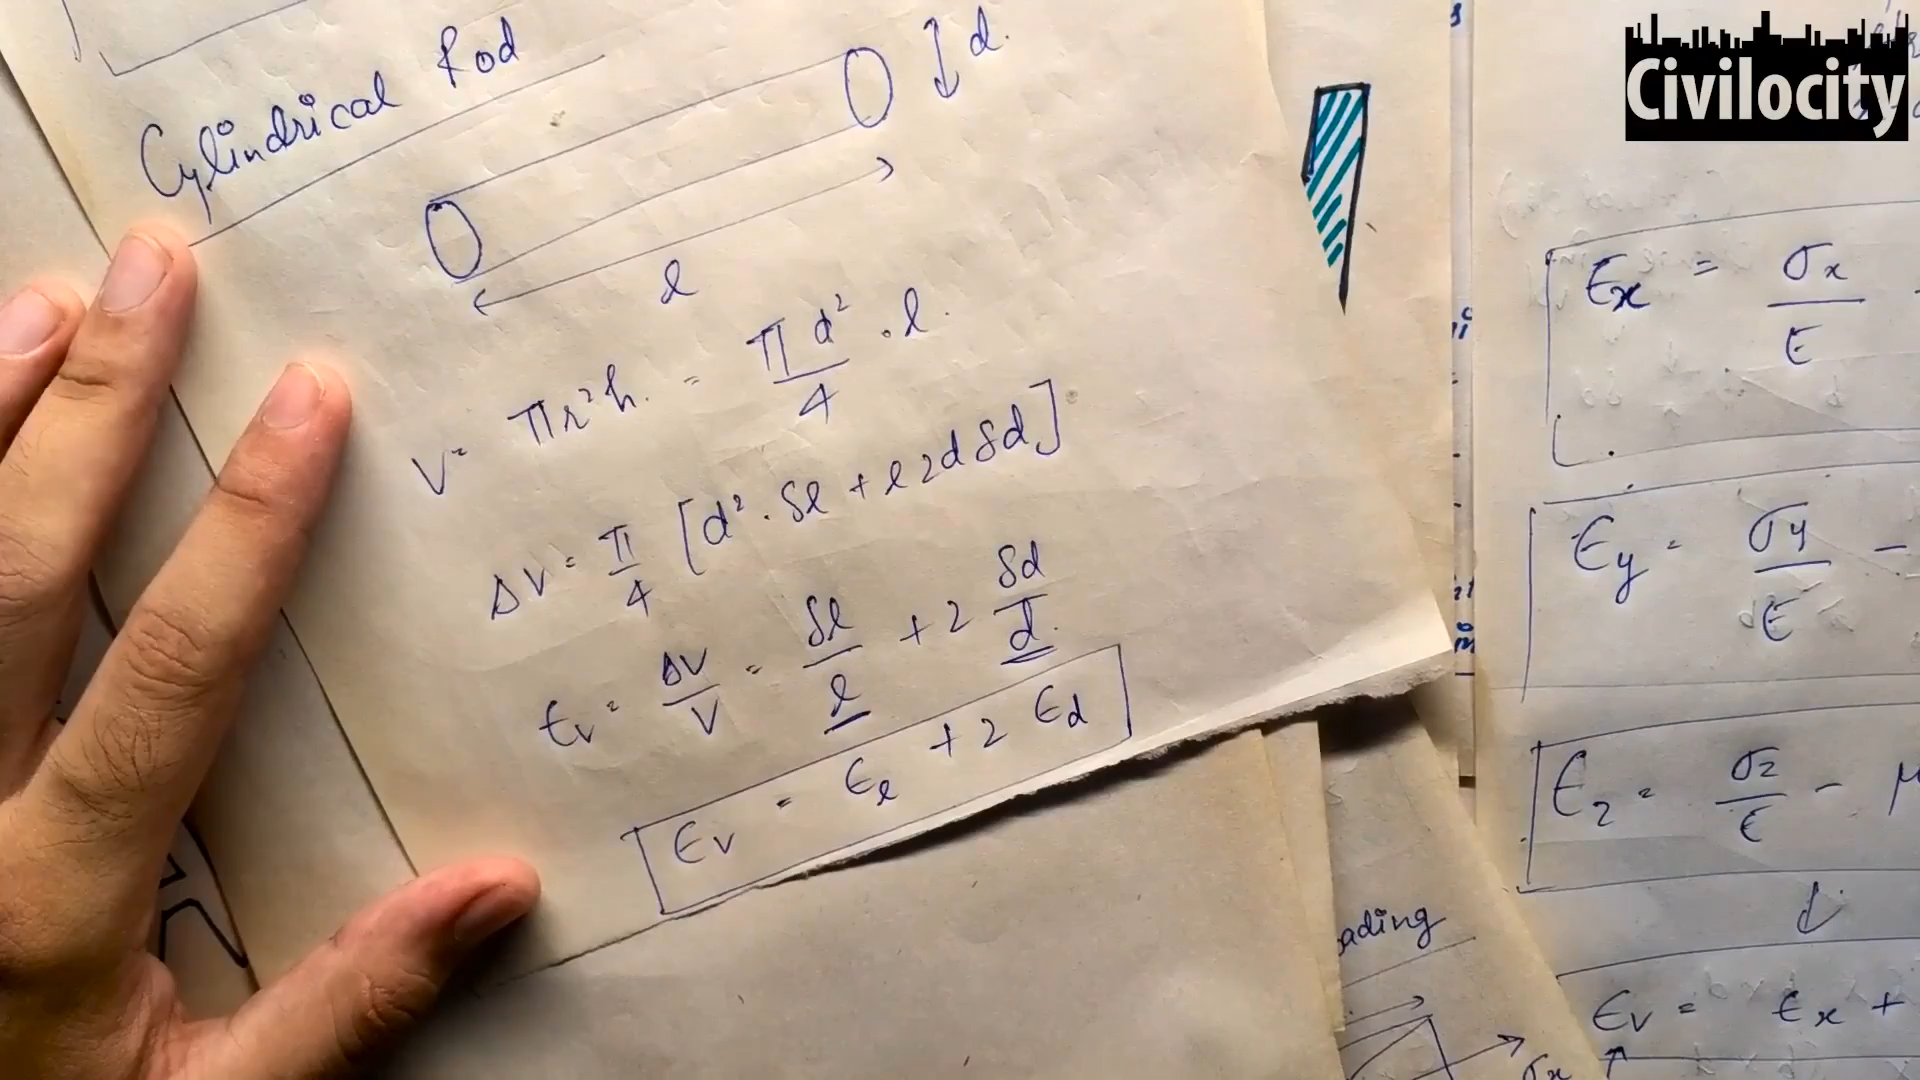 Cylindrical Rod
d.
l
V = πr²h. = πd²/4 . l.
ΔV = π/4 [d² . δl + l 2d δd]
εv = ΔV/V = δl/l + 2 δd/d.
εv = εl + 2 εd
Civilocity
εx = σx/E -
εy = σy/E -
εz = σz/E - μ
εv = εx +
ading
σx